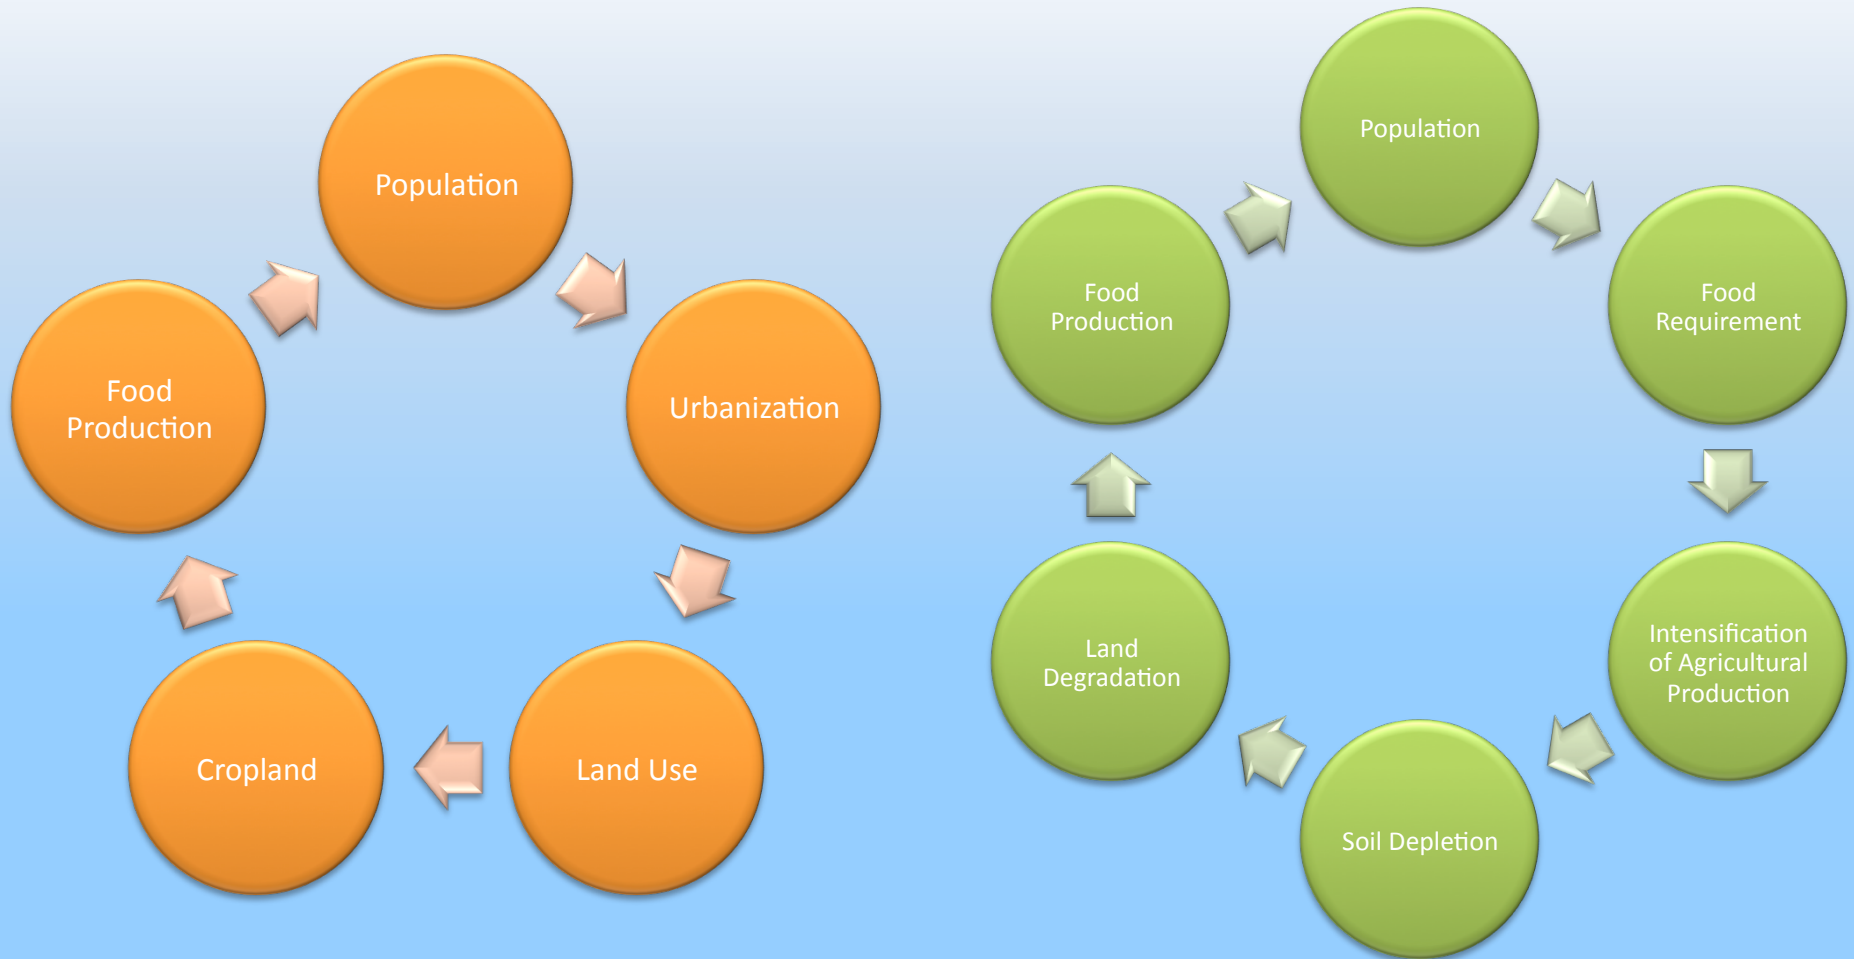 Population
Urbanization
Land Use
Cropland
Food
Production
Population
Food
Requirement
Intensification
of Agricultural
Production
Soil Depletion
Land
Degradation
Food
Production